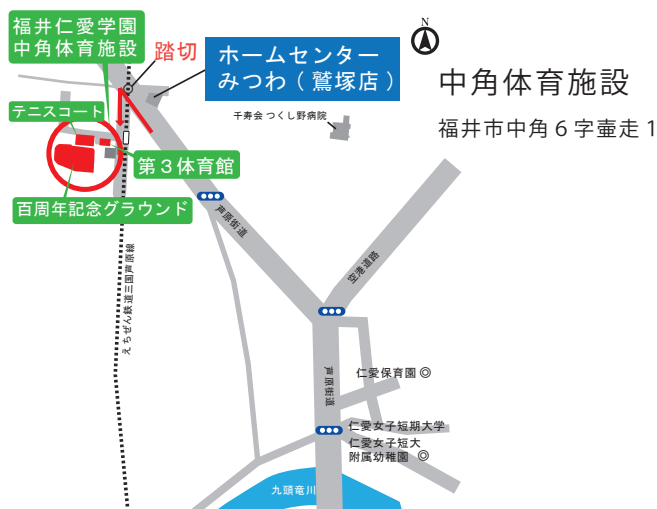 福井仁愛学園
中角体育施設
踏切
ホームセンター
みつわ（鷲塚店）
N
中角体育施設
福井市中角６字壷走１
テニスコート
千寿会 つくし野病院
第３体育館
百周年記念グラウンド
芦原街道
えちぜん鉄道三国芦原線
芦原街道
仁愛保育園◎
仁愛女子短期大学
仁愛女子短大
附属幼稚園 ◎
九頭竜川